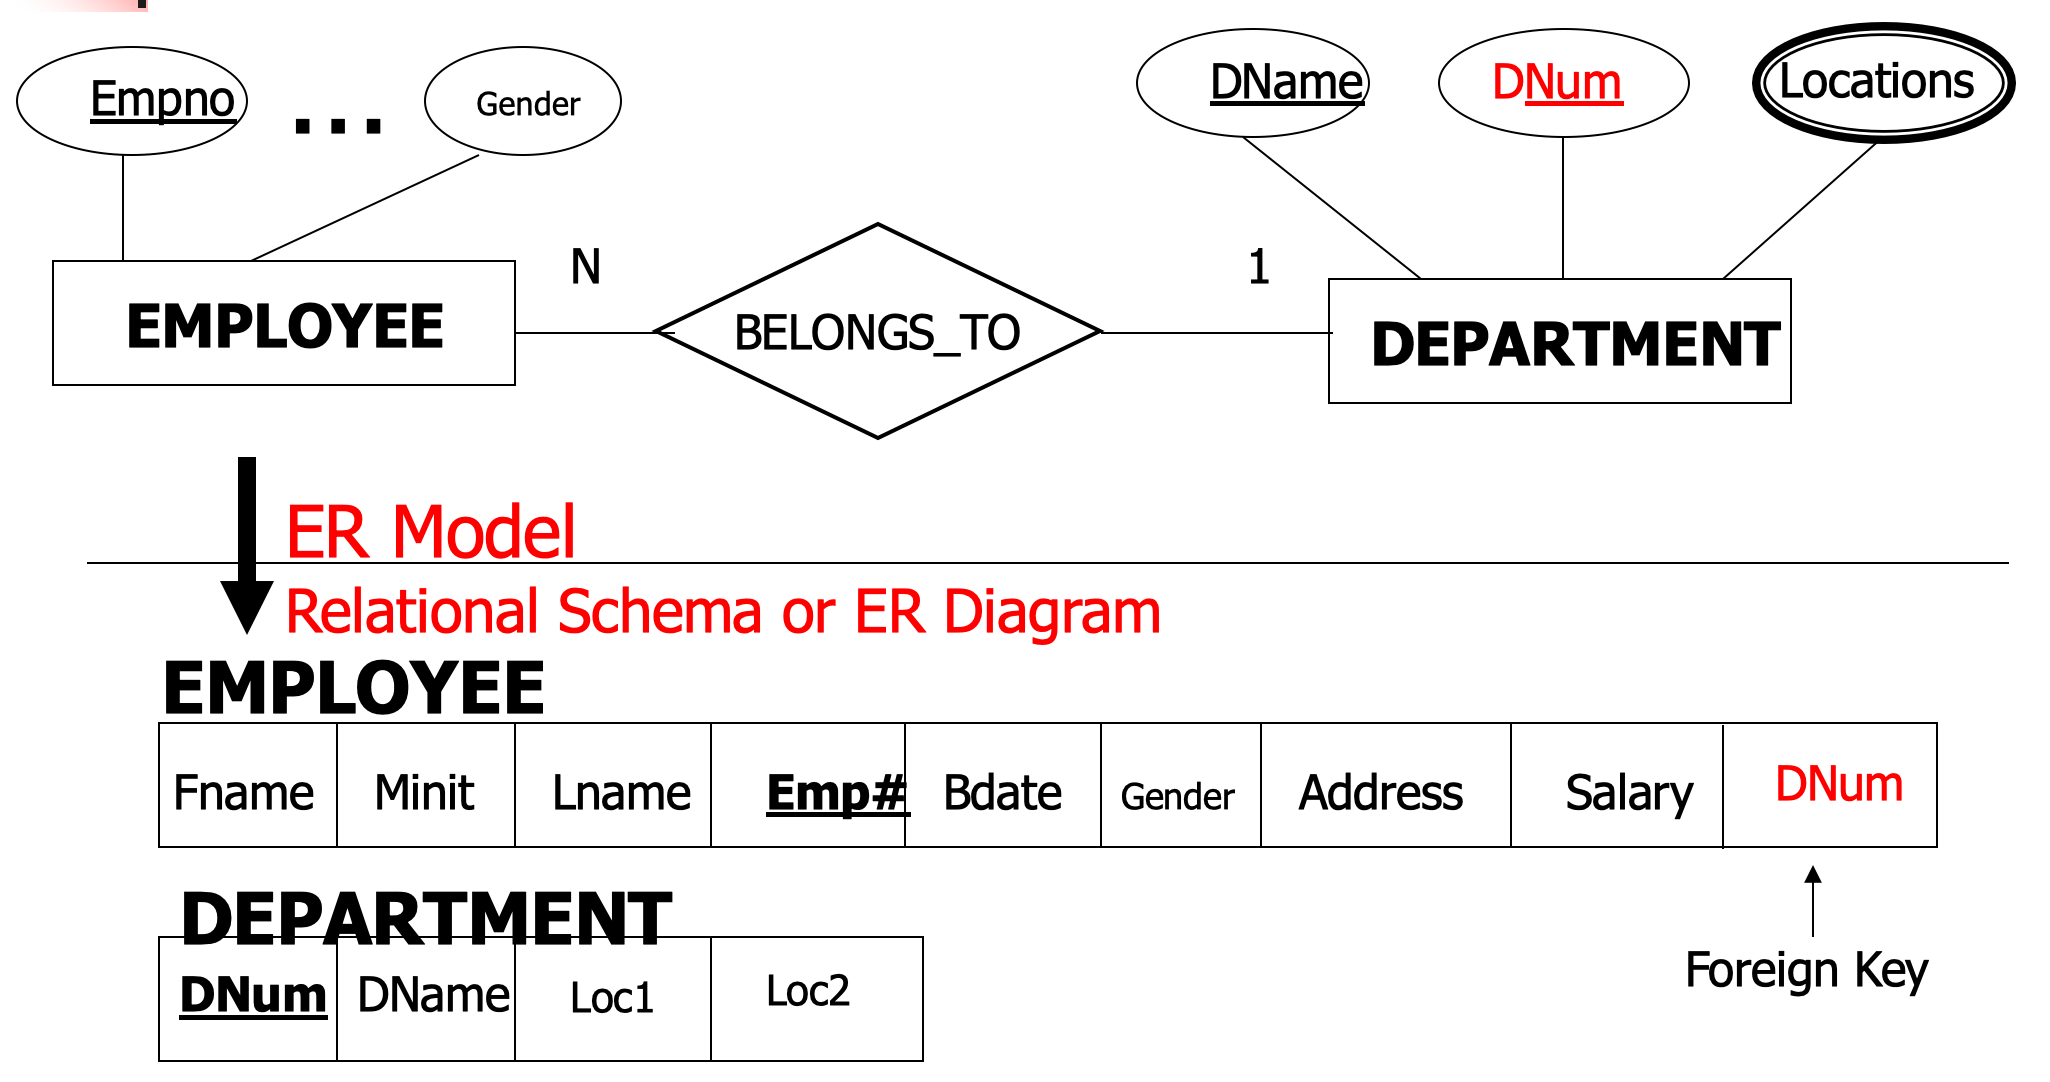 Empno
...
Gender
DName
DNum
Locations
N
1
EMPLOYEE
BELONGS_TO
DEPARTMENT
ER Model
Relational Schema or ER Diagram
EMPLOYEE
Fname Minit Lname Emp# Bdate Gender Address Salary DNum
DEPARTMENT
DNum DName Loc1 Loc2
Foreign Key